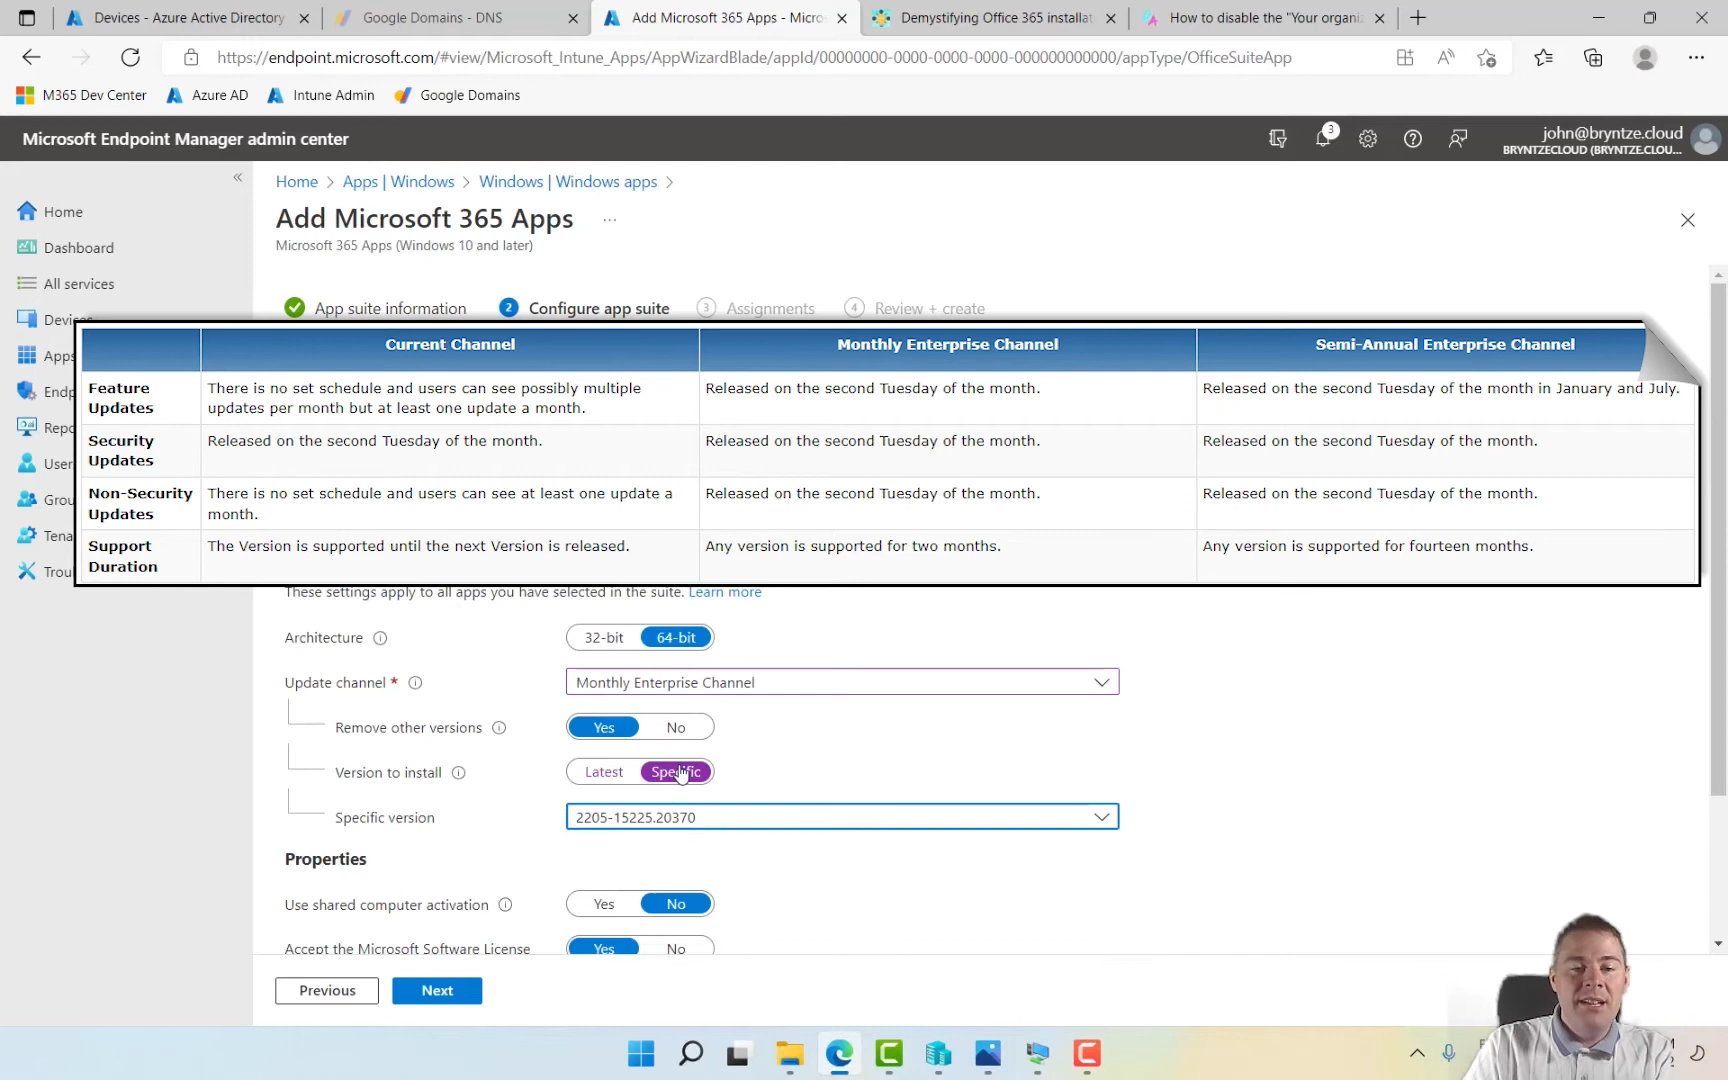 Devices - Azure Active Directory
Google Domains - DNS
Add Microsoft 365 Apps - Micro
Demystifying Office 365 installat
How to disable the "Your organiz
https://endpoint.microsoft.com/#view/Microsoft_Intune_Apps/AppWizardBlade/appId/00000000-0000-0000-0000-000000000000/appType/OfficeSuiteApp
M365 Dev Center
Azure AD
Intune Admin
Google Domains
Microsoft Endpoint Manager admin center
3
john@bryntze.cloud
BRYNTZECLOUD (BRYNTZE.CLOU...
Home > Apps | Windows > Windows | Windows apps >
Add Microsoft 365 Apps ...
Microsoft 365 Apps (Windows 10 and later)
Home
Dashboard
All services
Devices
Apps
Endp
Repo
User
Grou
Tena
Trou
App suite information
2 Configure app suite
3 Assignments
4 Review + create
Current Channel
Monthly Enterprise Channel
Semi-Annual Enterprise Channel
Feature
Updates
There is no set schedule and users can see possibly multiple
updates per month but at least one update a month.
Released on the second Tuesday of the month.
Released on the second Tuesday of the month in January and July.
Security
Updates
Released on the second Tuesday of the month.
Released on the second Tuesday of the month.
Released on the second Tuesday of the month.
Non-Security
Updates
There is no set schedule and users can see at least one update a
month.
Released on the second Tuesday of the month.
Released on the second Tuesday of the month.
Support
Duration
The Version is supported until the next Version is released.
Any version is supported for two months.
Any version is supported for fourteen months.
These settings apply to all apps you have selected in the suite. Learn more
Architecture
32-bit 64-bit
Update channel *
Monthly Enterprise Channel
Remove other versions
Yes No
Version to install
Latest Specific
Specific version
2205-15225.20370
Properties
Use shared computer activation
Yes No
Accept the Microsoft Software License
Yes No
Previous
Next